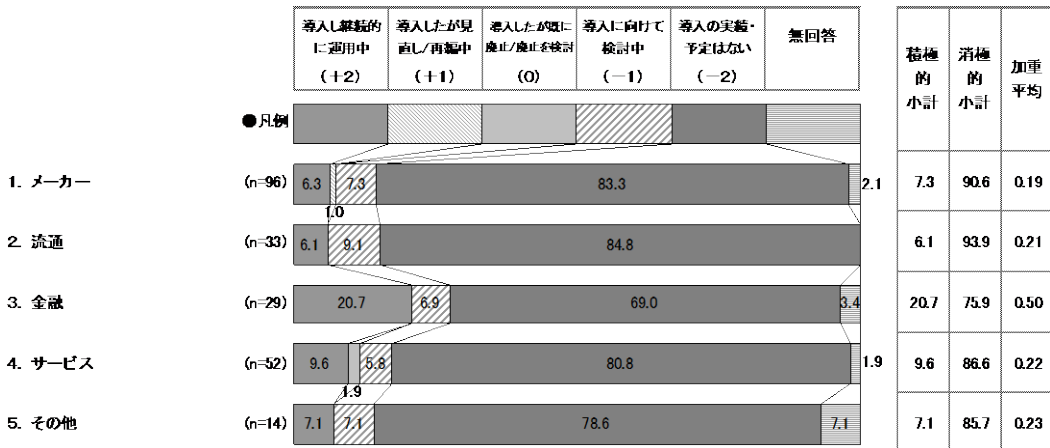 導入し継続的に運用中
(+2)
導入したが見直し/再編中
(+1)
導入したが既に廃止/廃止を検討
(0)
導入に向けて検討中
(-1)
導入の実績・予定はない
(-2)
無回答
積極的小計
消極的小計
加重平均
●凡例
1. メーカー (n=96) 6.3 7.3 83.3 2.1 7.3 90.6 0.19
1.0
2. 流通 (n=33) 6.1 9.1 84.8 6.1 93.9 0.21
3. 金融 (n=29) 20.7 6.9 69.0 3.4 20.7 75.9 0.50
4. サービス (n=52) 9.6 5.8 80.8 1.9 9.6 86.6 0.22
1.9
5. その他 (n=14) 7.1 7.1 78.6 7.1 7.1 85.7 0.23